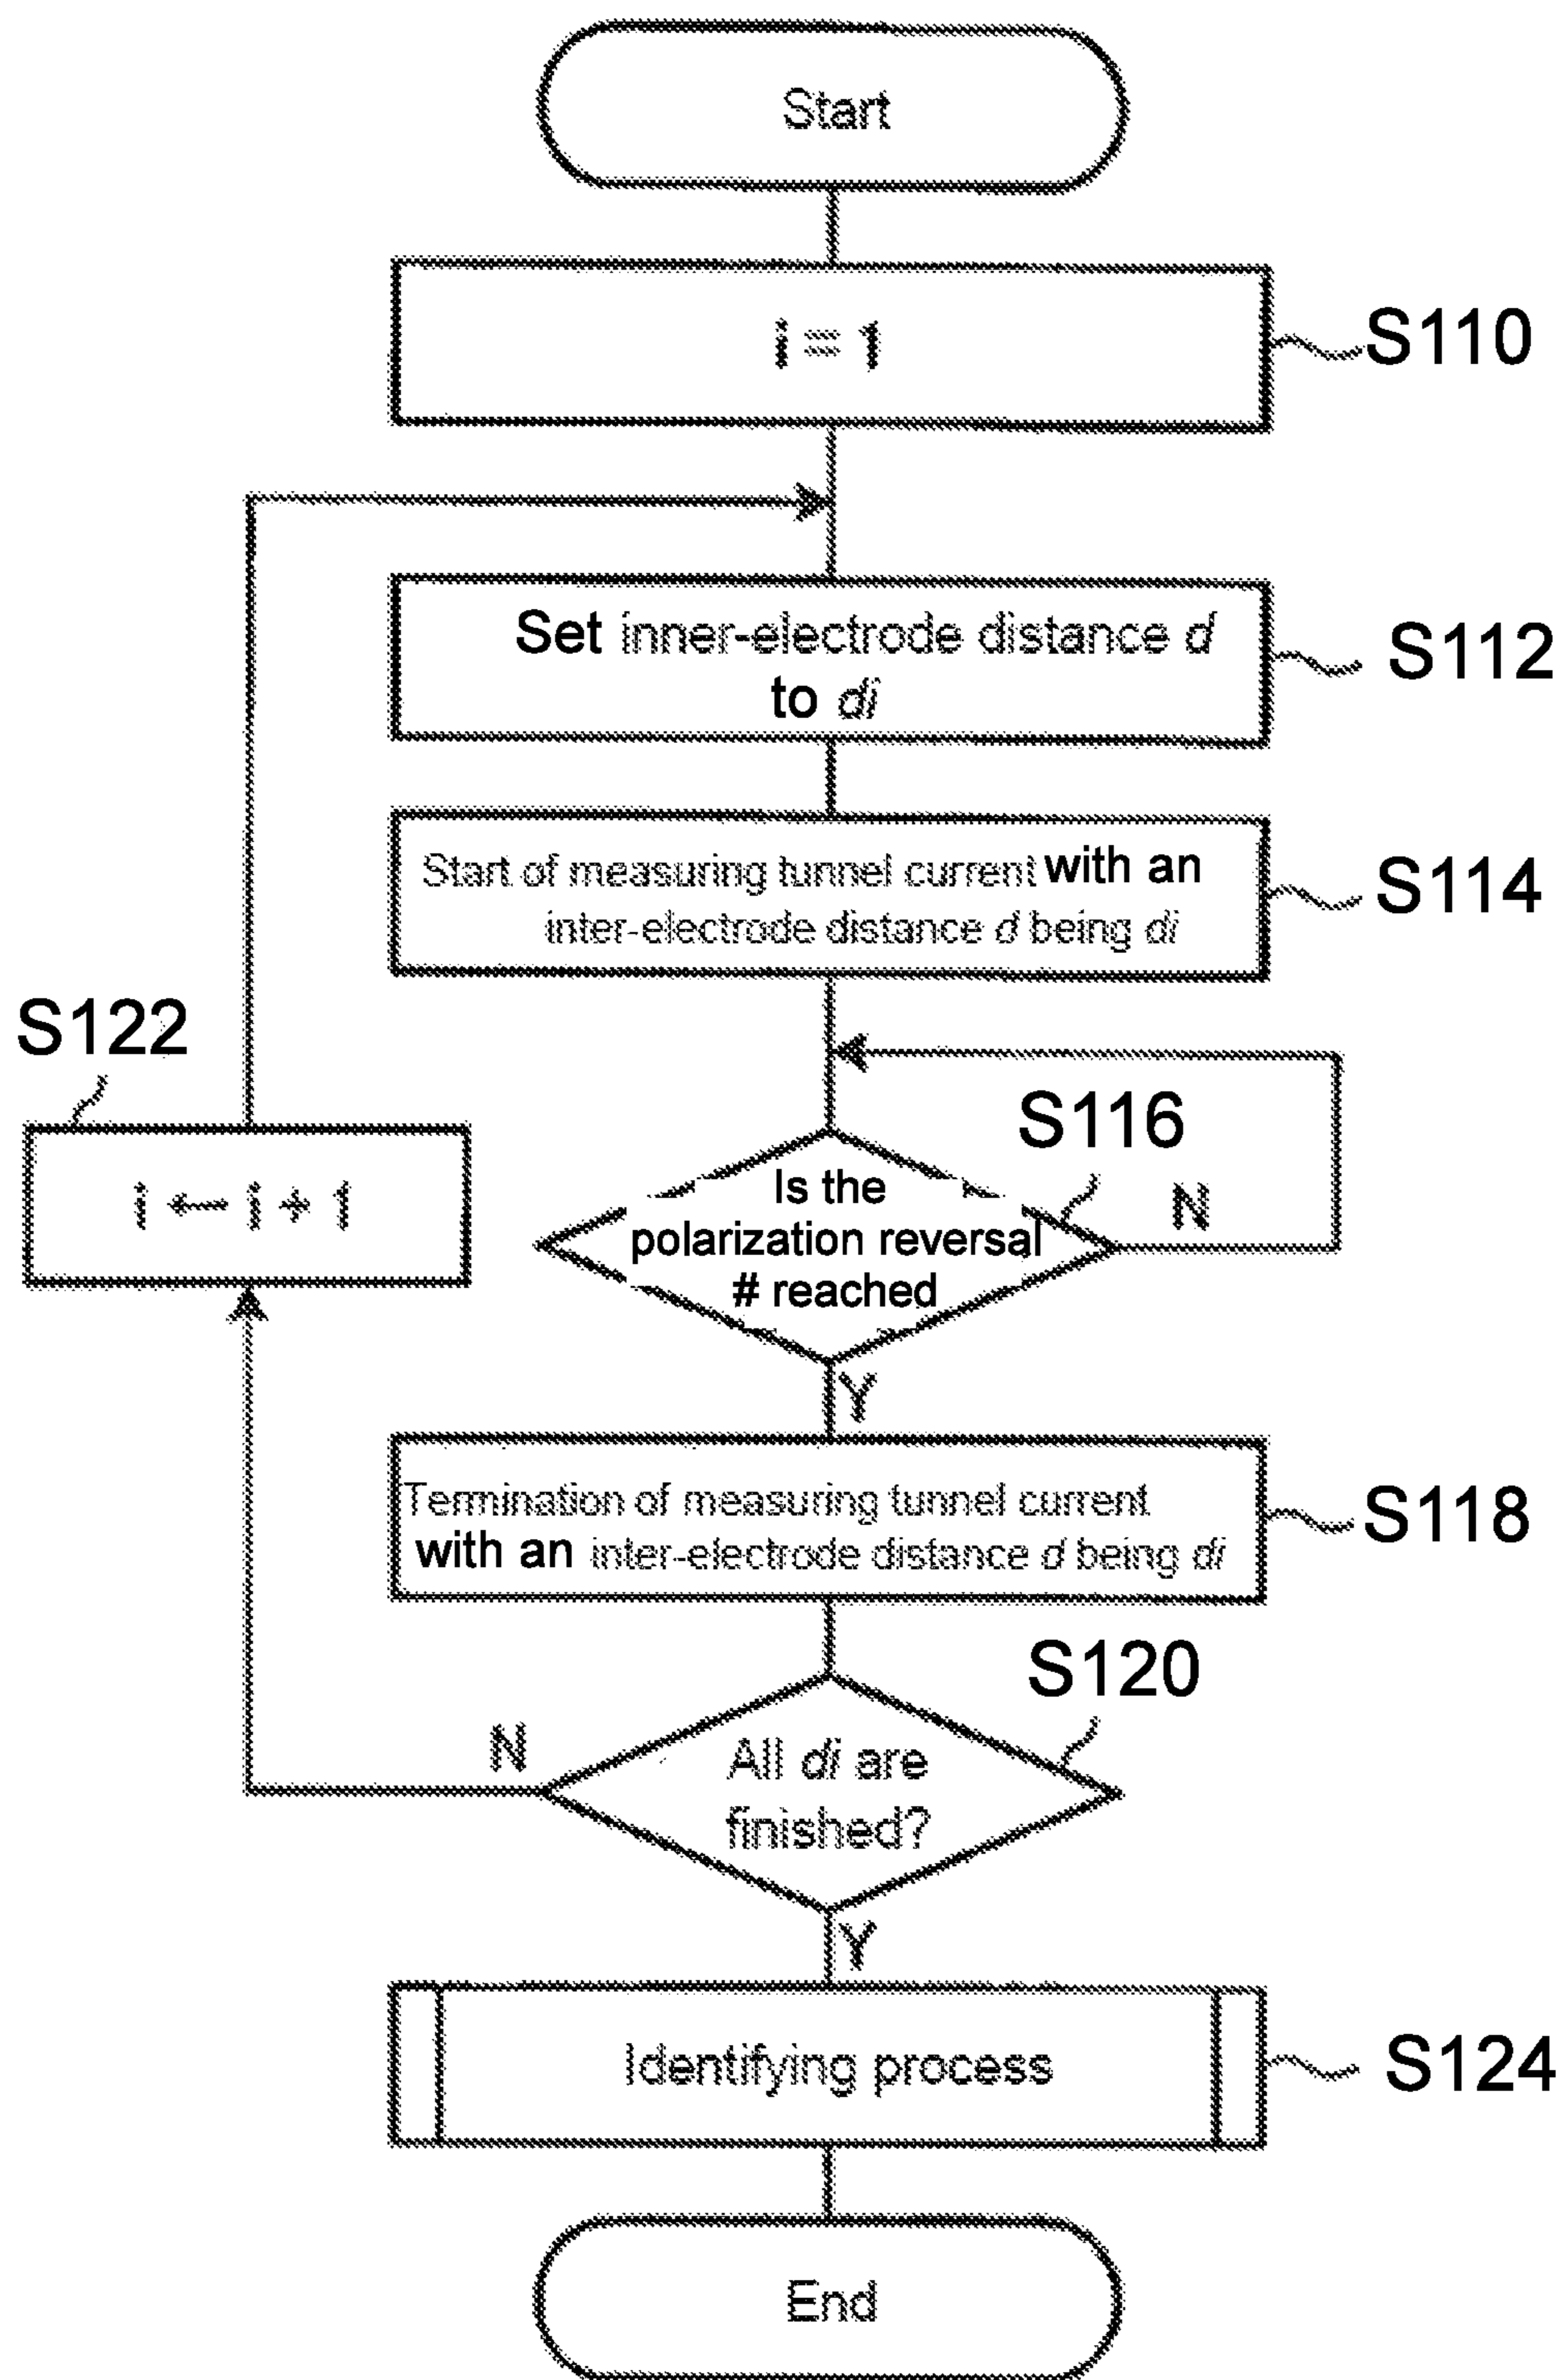 Start
i = 1
S110
Set inner-electrode distance d
to di
S112
Start of measuring tunnel current with an
inter-electrode distance d being di
S114
S122
i ← i + 1
S116
Is the
polarization reversal
# reached
N
Y
Termination of measuring tunnel current
with an inter-electrode distance d being di
S118
S120
All di are
finished?
N
Y
Identifying process
S124
End